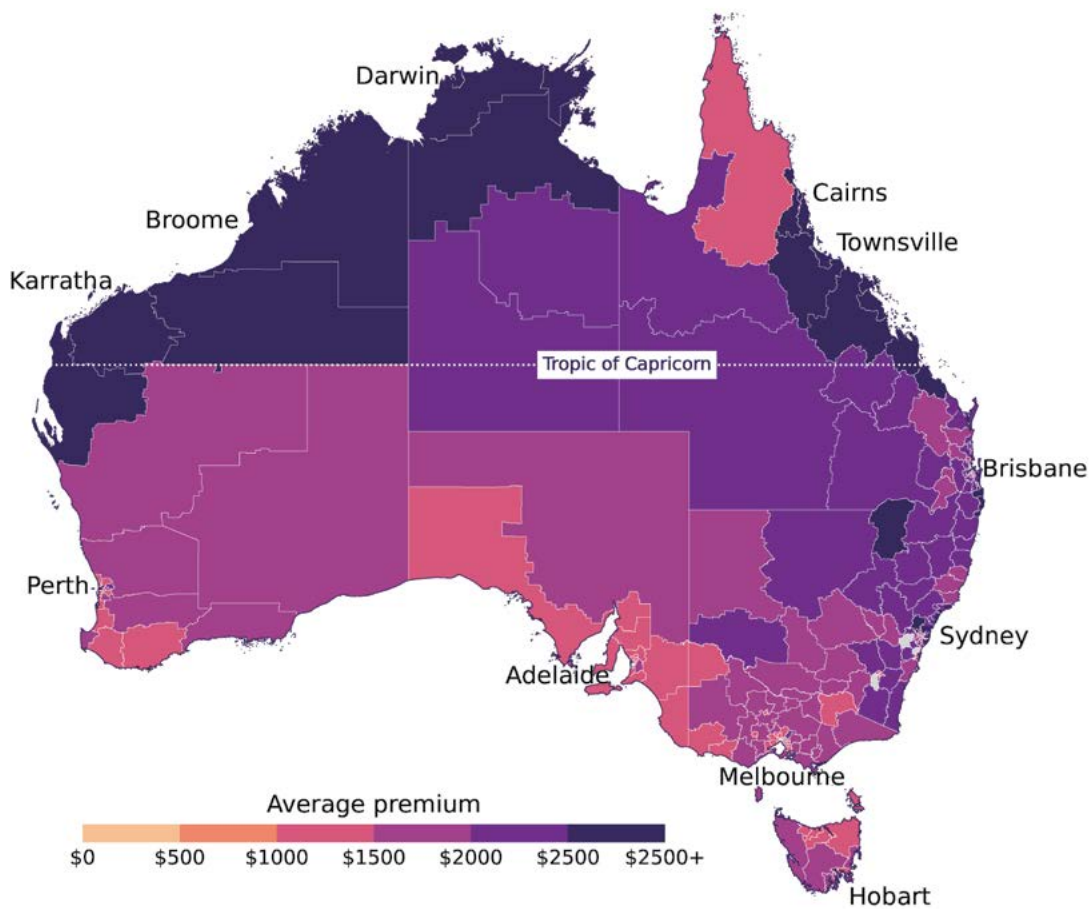 Darwin
Cairns
Broome
Townsville
Karratha
Tropic of Capricorn
Brisbane
Perth
Sydney
Adelaide
Melbourne
Average premium
$0 $500 $1000 $1500 $2000 $2500 $2500+
Hobart